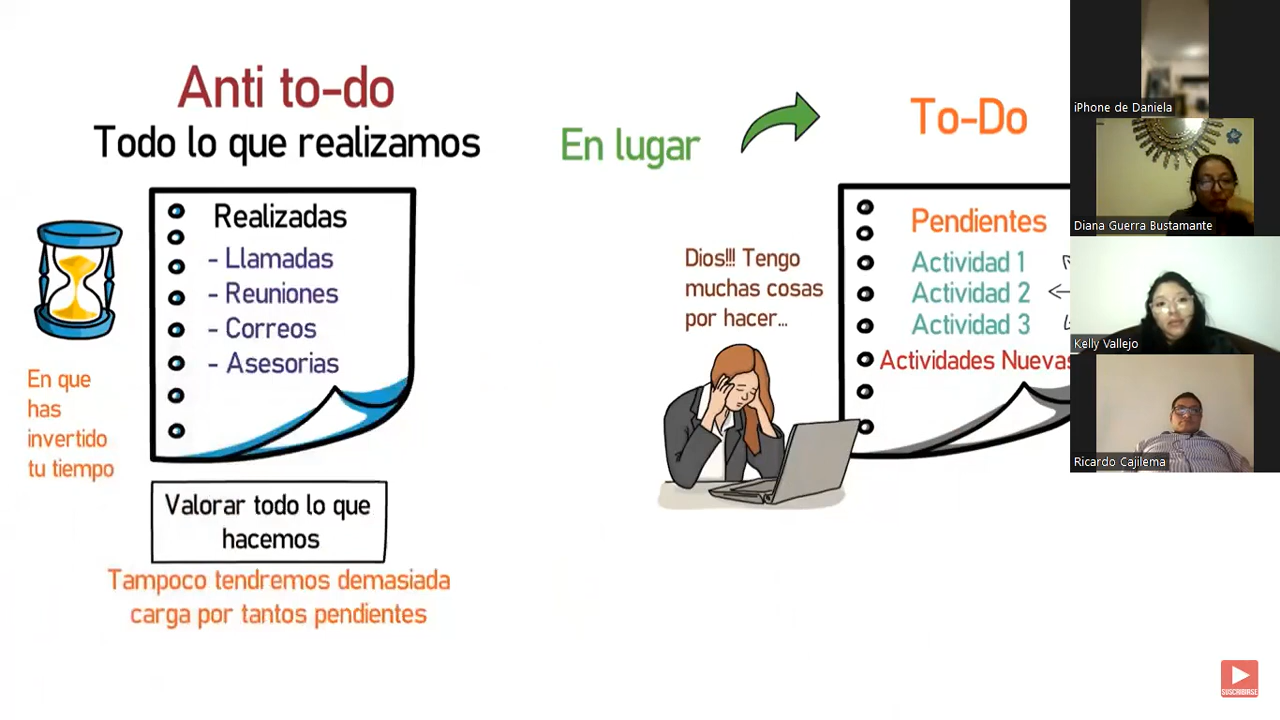 Anti to-do
Todo lo que realizamos
En lugar
To-Do
Realizadas
- Llamadas
- Reuniones
- Correos
- Asesorias
En que
has
invertido
tu tiempo
Valorar todo lo que
hacemos
Tampoco tendremos demasiada
carga por tantos pendientes
Dios!!! Tengo
muchas cosas
por hacer...
Pendientes
Actividad 1
Actividad 2
Actividad 3
Actividades Nuevas
iPhone de Daniela
Diana Guerra Bustamante
Kelly Vallejo
Ricardo Cajilema
SUSCRIBIRSE